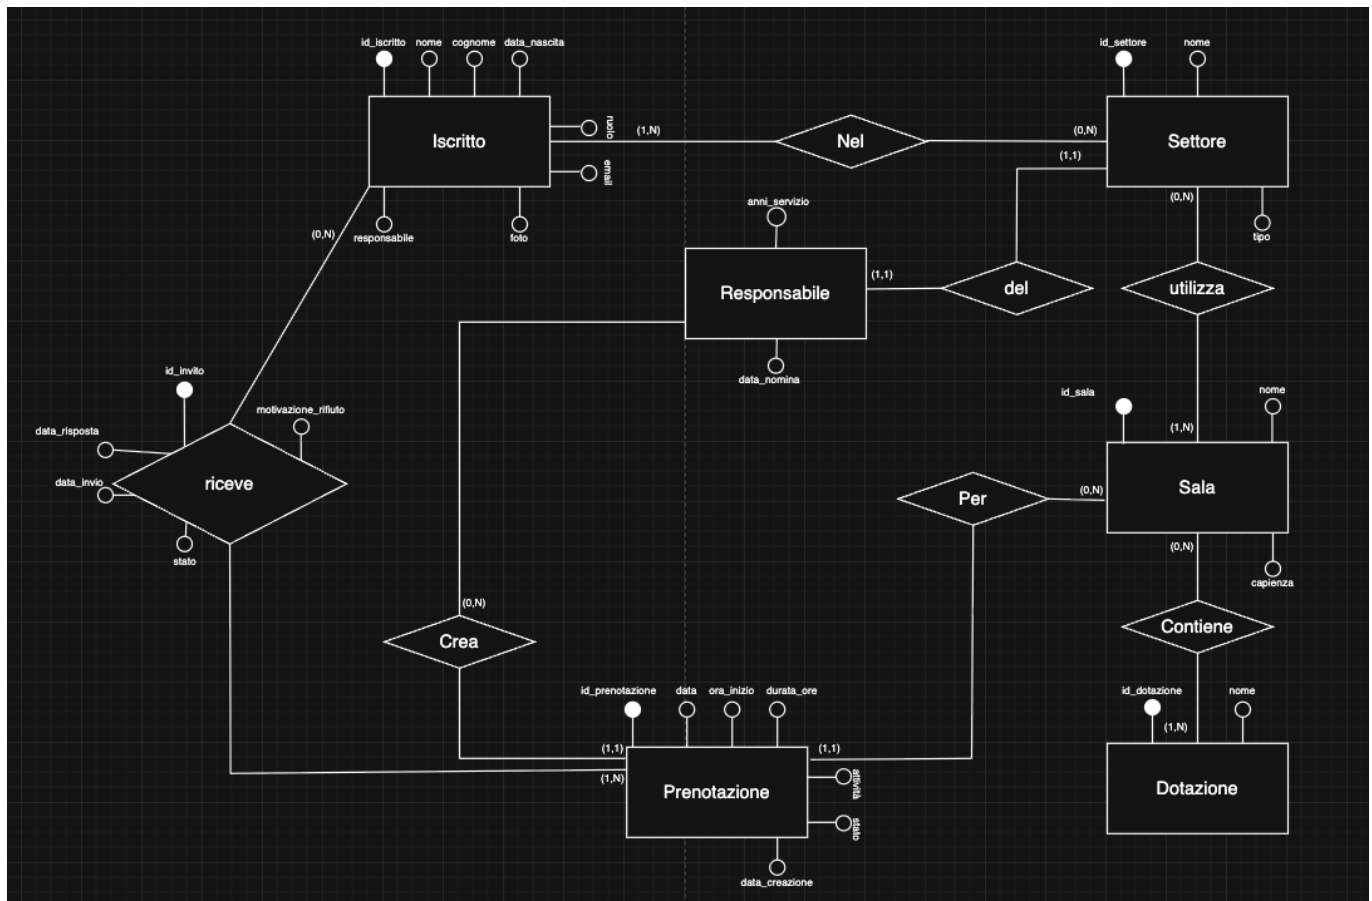 id_iscritto
nome
cognome
data_nascita
id_settore
nome
Iscritto
ruolo
email
(1,N)
Nel
(0,N)
(1,1)
Settore
(0,N)
responsabile
foto
(0,N)
tipo
anni_servizio
Responsabile
(1,1)
del
utilizza
data_nomina
id_invito
motivazione_rifiuto
data_risposta
data_invio
riceve
stato
id_sala
nome
(1,N)
Sala
Per
(0,N)
(0,N)
capienza
(0,N)
Crea
Contiene
id_prenotazione
data
ora_inizio
durata_ore
id_dotazione
nome
(1,N)
(1,1)
(1,N)
Prenotazione
(1,1)
attività
stato
data_creazione
Dotazione